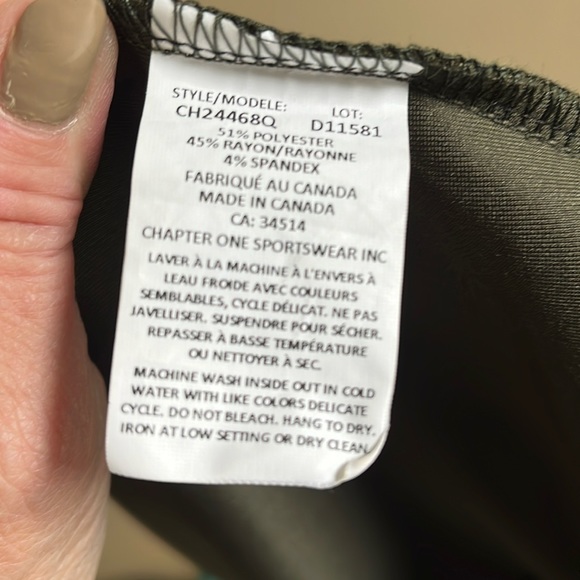 STYLE/MODELE: LOT:
CH24468Q D11581
51% POLYESTER
45% RAYON/RAYONNE
4% SPANDEX
FABRIQUÉ AU CANADA
MADE IN CANADA
CA: 34514
CHAPTER ONE SPORTSWEAR INC
LAVER À LA MACHINE À L'ENVERS À
LEAU FROIDE AVEC COULEURS
SEMBLABLES, CYCLE DÉLICAT. NE PAS
JAVELLISER. SUSPENDRE POUR SÉCHER.
REPASSER À BASSE TEMPÉRATURE
OU NETTOYER À SEC.
MACHINE WASH INSIDE OUT IN COLD
WATER WITH LIKE COLORS DELICATE
CYCLE. DO NOT BLEACH. HANG TO DRY.
IRON AT LOW SETTING OR DRY CLEAN.